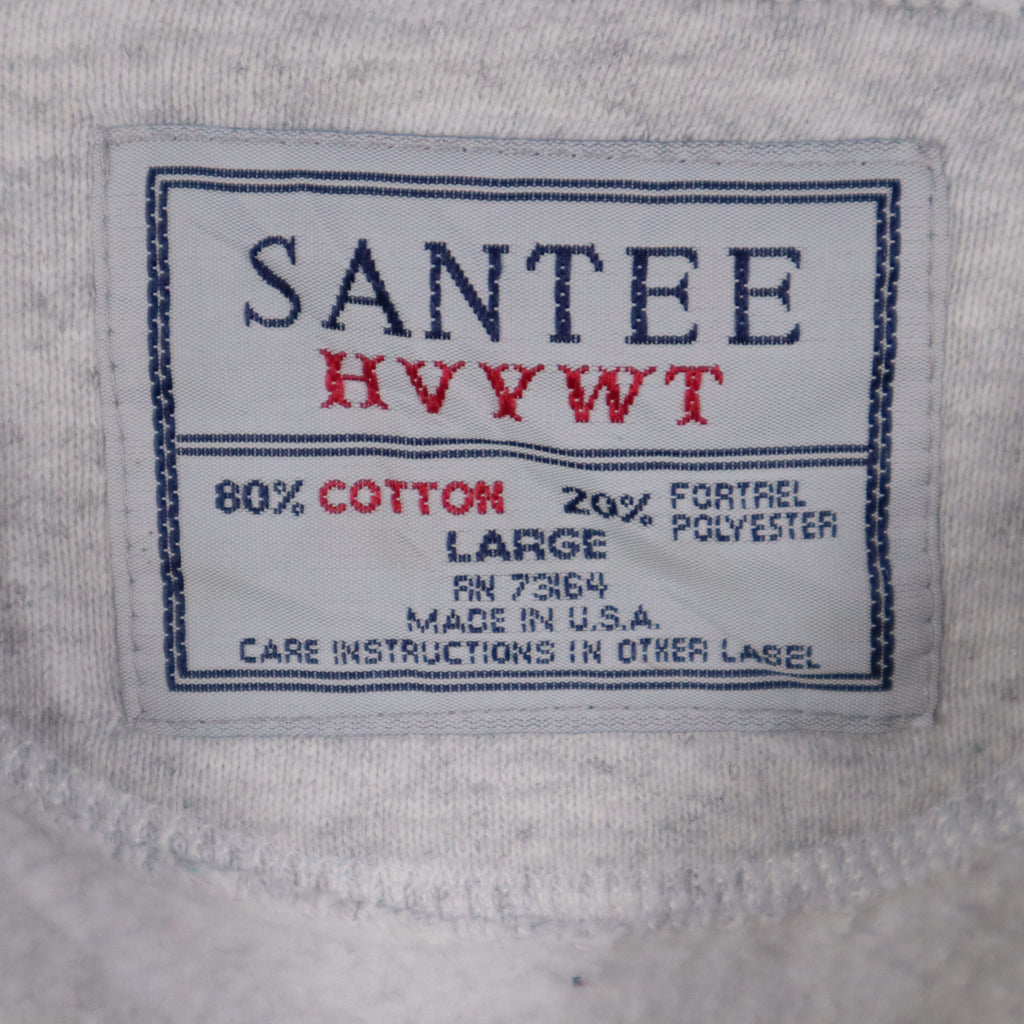 SANTEE
HVYWT
80% COTTON 20% FORTREL
POLYESTER
LARGE
RN 73164
MADE IN U.S.A.
CARE INSTRUCTIONS IN OTHER LABEL